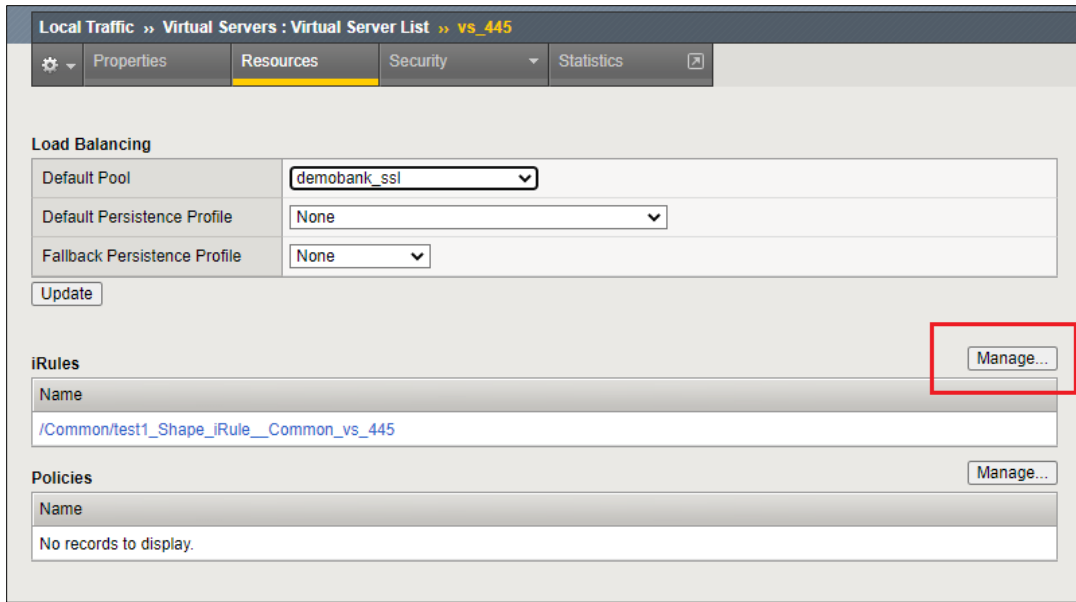 Local Traffic ›› Virtual Servers : Virtual Server List ›› vs_445
Properties Resources Security Statistics
Load Balancing
Default Pool demobank_ssl
Default Persistence Profile None
Fallback Persistence Profile None
Update
iRules Manage...
Name
/Common/test1_Shape_iRule__Common_vs_445
Policies Manage...
Name
No records to display.